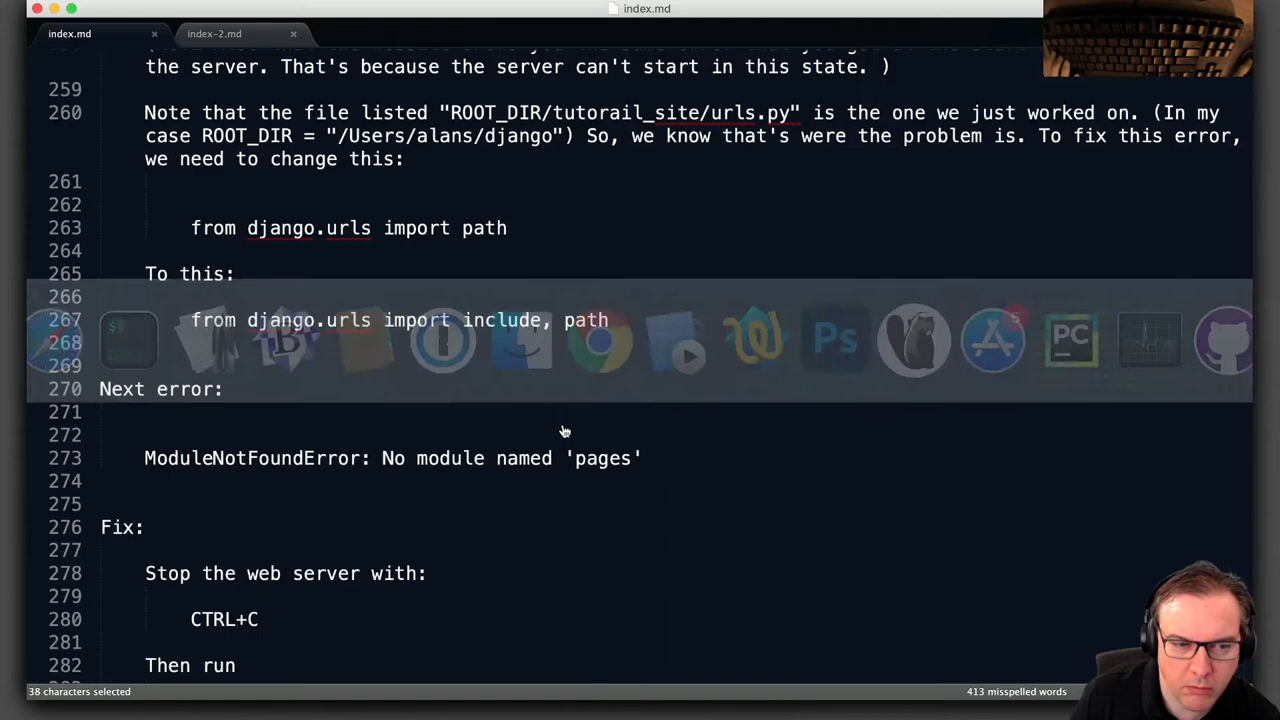 index.md
index.md
index-2.md
the server. That's because the server can't start in this state. )
259
260 Note that the file listed "ROOT_DIR/tutorail_site/urls.py" is the one we just worked on. (In my
case ROOT_DIR = "/Users/alans/django") So, we know that's were the problem is. To fix this error,
we need to change this:
261
262
263 from django.urls import path
264
265 To this:
266
267 from django.urls import include, path
268
269
270 Next error:
271
272
273 ModuleNotFoundError: No module named 'pages'
274
275
276 Fix:
277
278 Stop the web server with:
279
280 CTRL+C
281
282 Then run
$
B
Ps
5
PC
38 characters selected
413 misspelled words